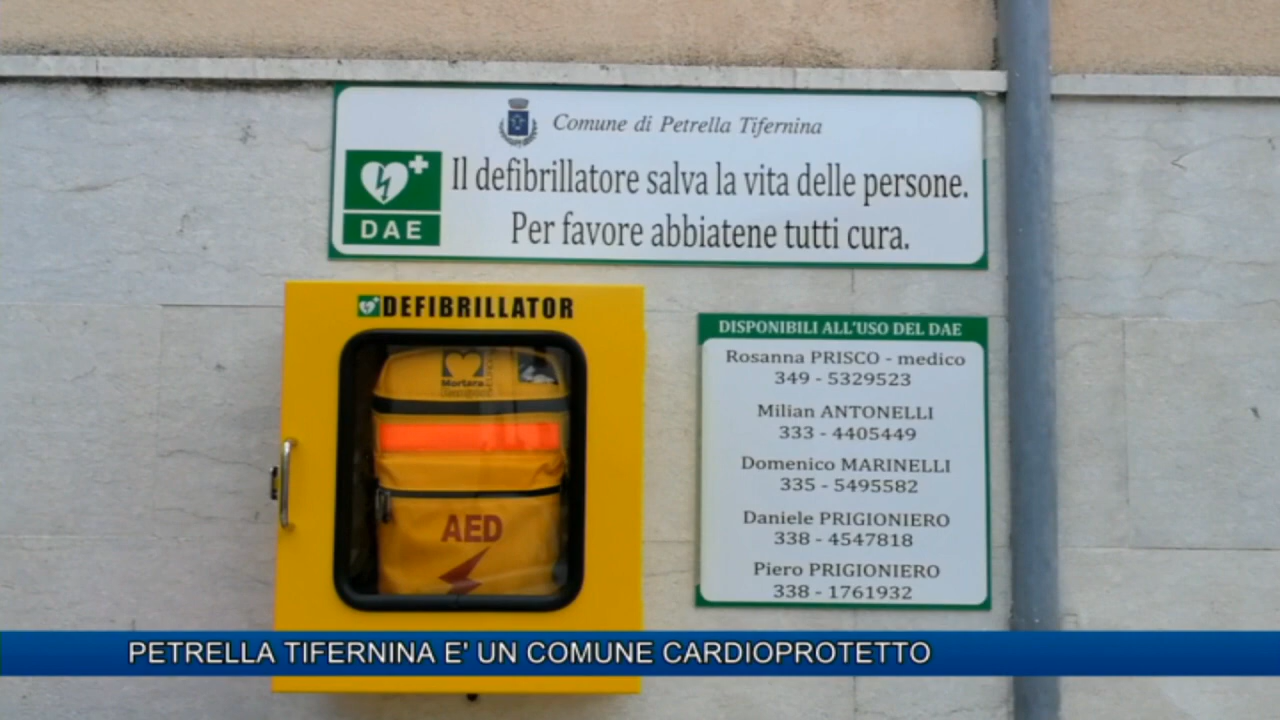 Comune di Petrella Tifernina
Il defibrillatore salva la vita delle persone.
DAE
Per favore abbiatene tutti cura.
DEFIBRILLATOR
Mortara
AED
DISPONIBILI ALL'USO DEL DAE
Rosanna PRISCO - medico
349 - 5329523
Milian ANTONELLI
333 - 4405449
Domenico MARINELLI
335 - 5495582
Daniele PRIGIONIERO
338 - 4547818
Piero PRIGIONIERO
338 - 1761932
PETRELLA TIFERNINA E' UN COMUNE CARDIOPROTETTO